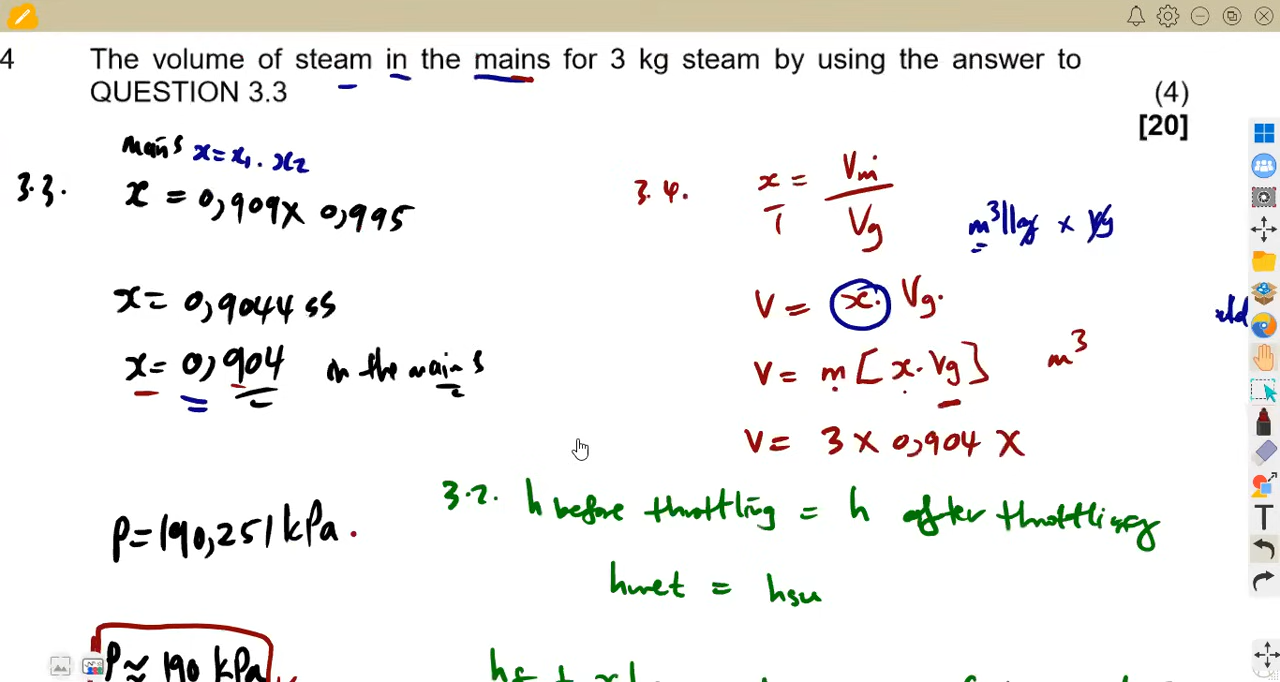 4 The volume of steam in the mains for 3 kg steam by using the answer to
QUESTION 3.3
(4)
[20]
mains x = x1 . x2
3.3. x = 0,909 x 0,995
x = 0,9044 55
x = 0,904 in the mains
P = 190,251 kPa.
P ≈ 190 kPa
3.4. x/1 = Vm/Vg
m³/kg x kg
V = x. Vg.
V = m [x. Vg] m³
V = 3 x 0,904 x
3.2. h before throttling = h after throttling
hwet = hsu